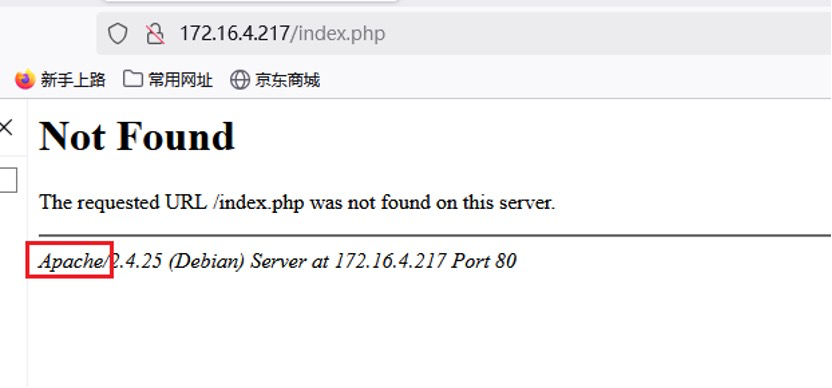 172.16.4.217/index.php
新手上路 常用网址 京东商城
Not Found
The requested URL /index.php was not found on this server.
Apache/2.4.25 (Debian) Server at 172.16.4.217 Port 80